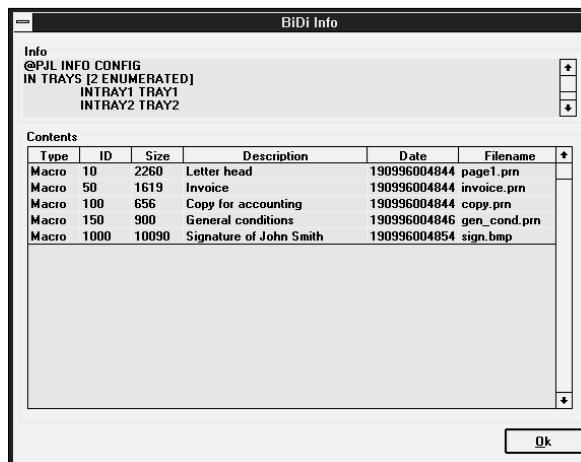 BiDi Info
Info
@PJL INFO CONFIG
IN TRAYS [2 ENUMERATED]
INTRAY1 TRAY1
INTRAY2 TRAY2
Contents
Type ID Size Description Date Filename
Macro 10 2260 Letter head 190996004844 page1.prn
Macro 50 1619 Invoice 190996004844 invoice.prn
Macro 100 656 Copy for accounting 190996004844 copy.prn
Macro 150 900 General conditions 190996004846 gen_cond.prn
Macro 1000 10090 Signature of John Smith 190996004854 sign.bmp
Ok